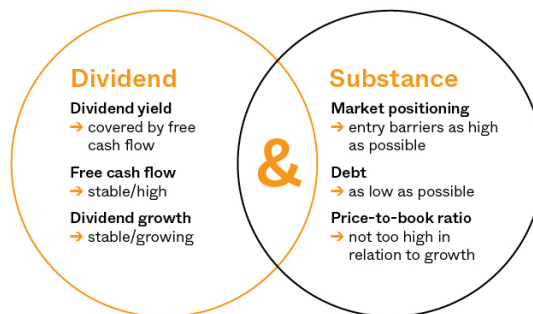 Dividend
Dividend yield
→ covered by free
cash flow
Free cash flow
→ stable/high
Dividend growth
→ stable/growing
&
Substance
Market positioning
→ entry barriers as high
as possible
Debt
→ as low as possible
Price-to-book ratio
→ not too high in
relation to growth